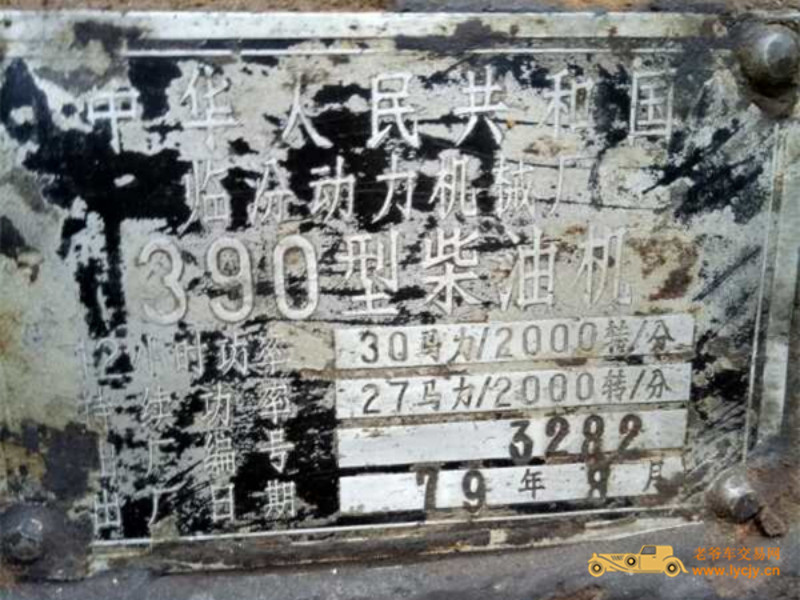 中华人民共和国
临汾动力机械厂
390型柴油机
12小时功率 30马力/2000转/分
持续功率 27马力/2000转/分
出厂编号 3282
出厂日期 79年8月
老爷车交易网
www.lycjy.cn